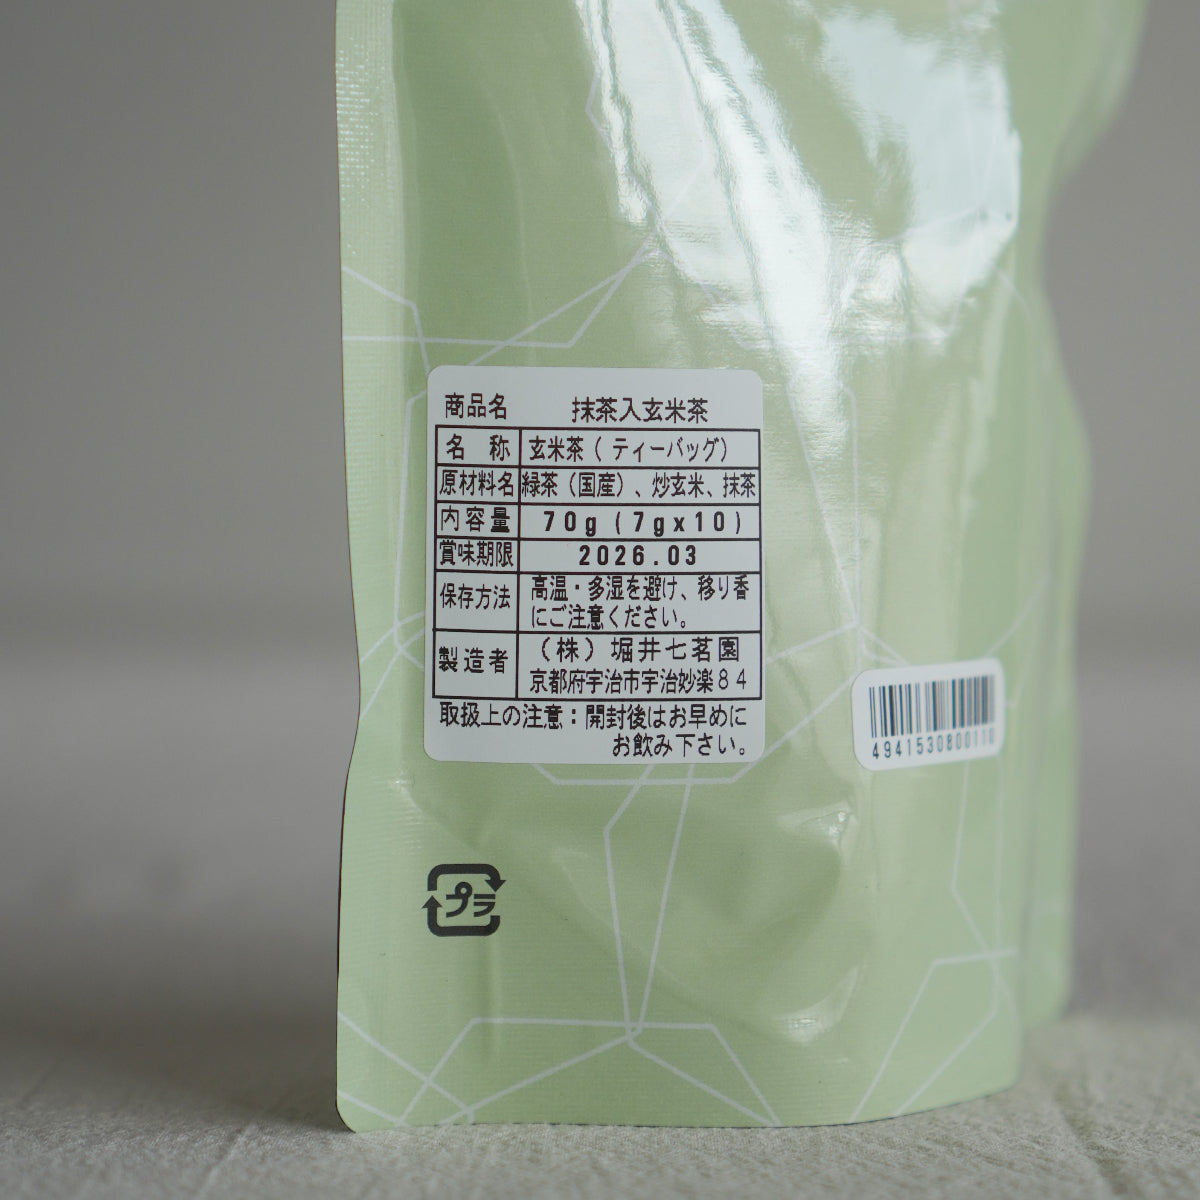 商品名 抹茶入玄米茶
名 称 玄米茶(ティーバッグ)
原材料名 緑茶(国産)、炒玄米、抹茶
内容量 70g(7gx10)
賞味期限 2026.03
保存方法 高温・多湿を避け、移り香
にご注意ください。
製造者 (株)堀井七茗園
京都府宇治市宇治妙楽84
取扱上の注意:開封後はお早めに
お飲み下さい。
4941530800110
プラ